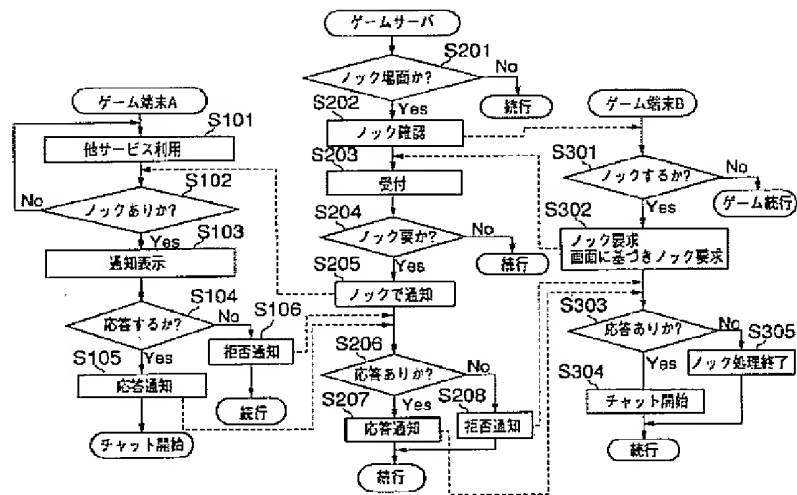 ゲーム端末A
S101
他サービス利用
S102
ノックありか?
No
Yes
S103
通知表示
S104
応答するか?
No
Yes
S105
応答通知
チャット開始
S106
拒否通知
続行
ゲームサーバ
S201
ノック場面か?
No
続行
Yes
S202
ノック確認
S203
受付
S204
ノック要か?
No
続行
Yes
S205
ノックで通知
S206
応答ありか?
No
Yes
S207
応答通知
S208
拒否通知
続行
ゲーム端末B
S301
ノックするか?
No
ゲーム続行
Yes
S302
ノック要求
画面に基づきノック要求
S303
応答ありか?
No
Yes
S304
チャット開始
S305
ノック処理終了
続行